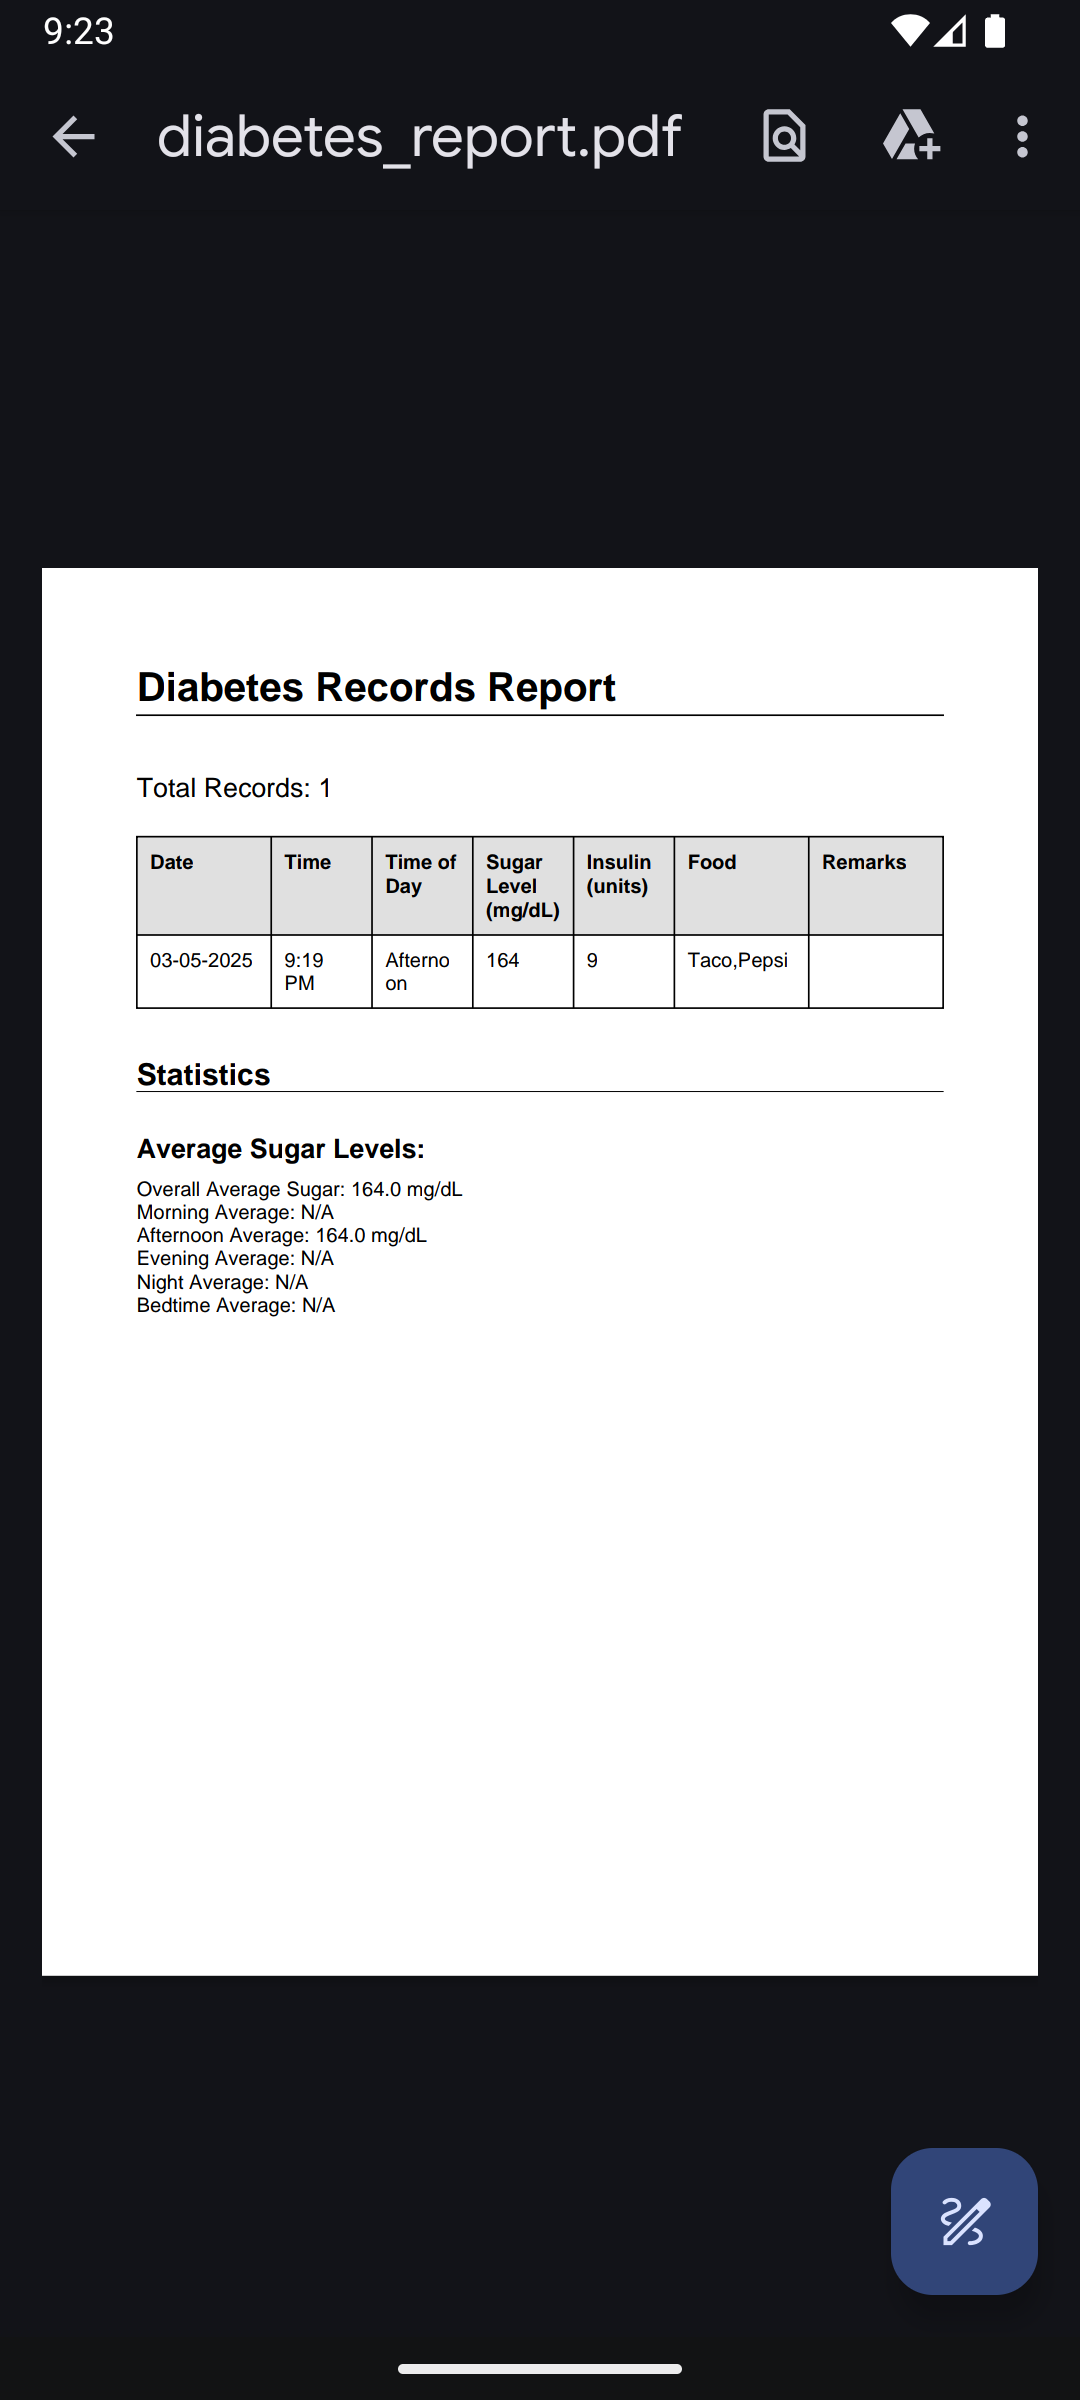 9:23
diabetes_report.pdf
Diabetes Records Report
Total Records: 1
Date Time Time of Day Sugar Level (mg/dL) Insulin (units) Food Remarks
03-05-2025 9:19 PM Afterno on 164 9 Taco,Pepsi
Statistics
Average Sugar Levels:
Overall Average Sugar: 164.0 mg/dL
Morning Average: N/A
Afternoon Average: 164.0 mg/dL
Evening Average: N/A
Night Average: N/A
Bedtime Average: N/A